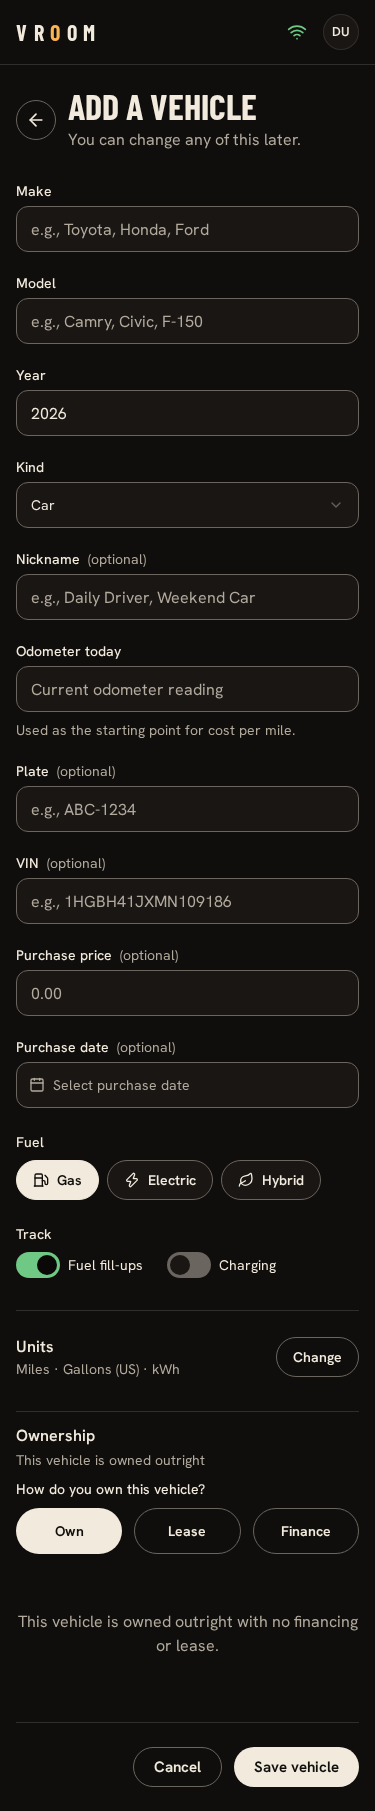 VROOM
DU
ADD A VEHICLE
You can change any of this later.
Make
e.g., Toyota, Honda, Ford
Model
e.g., Camry, Civic, F-150
Year
2026
Kind
Car
Nickname (optional)
e.g., Daily Driver, Weekend Car
Odometer today
Current odometer reading
Used as the starting point for cost per mile.
Plate (optional)
e.g., ABC-1234
VIN (optional)
e.g., 1HGBH41JXMN109186
Purchase price (optional)
0.00
Purchase date (optional)
Select purchase date
Fuel
Gas Electric Hybrid
Track
Fuel fill-ups Charging
Units
Miles · Gallons (US) · kWh
Change
Ownership
This vehicle is owned outright
How do you own this vehicle?
Own Lease Finance
This vehicle is owned outright with no financing
or lease.
Cancel Save vehicle